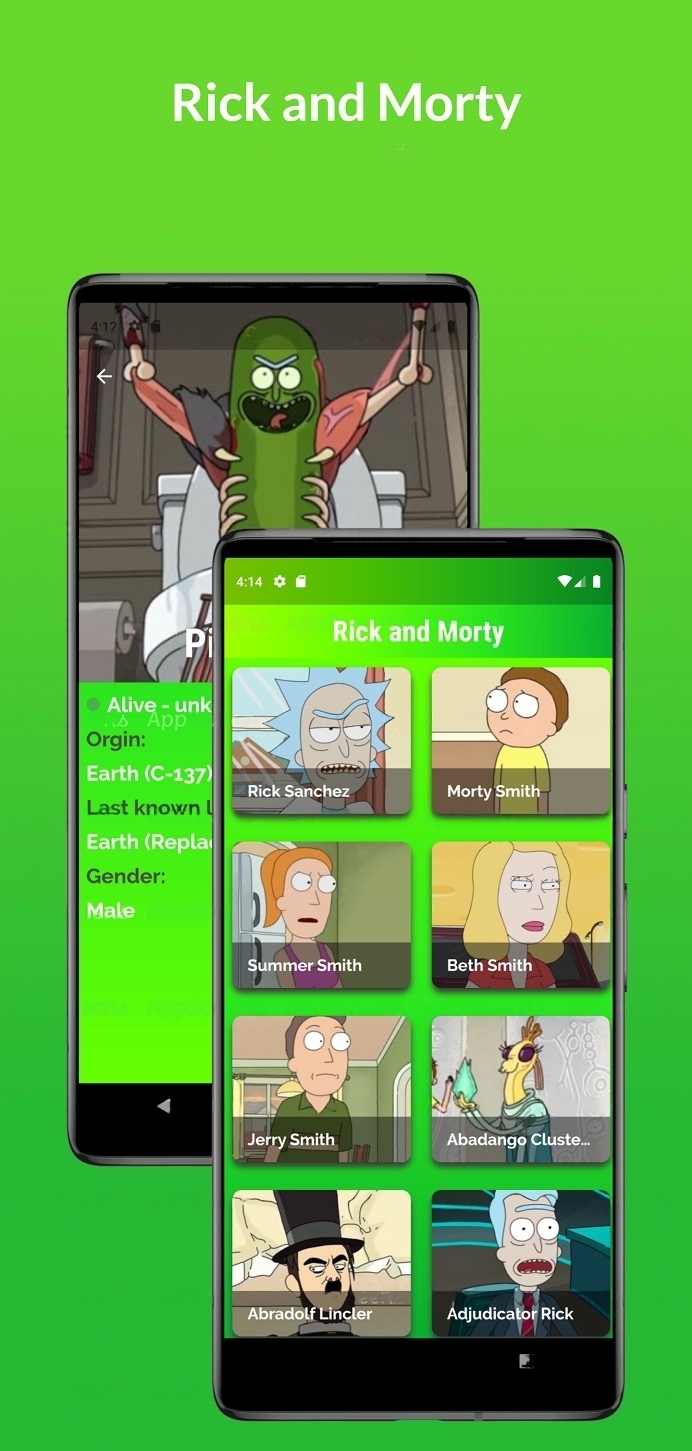 Rick and Morty
4:12
Pi
Alive - unk
Orgin:
Earth (C-137)
Last known l
Earth (Repla
Gender:
Male
4:14
Rick and Morty
Rick Sanchez
Morty Smith
Summer Smith
Beth Smith
Jerry Smith
Abadango Cluste...
Abradolf Lincler
Adjudicator Rick